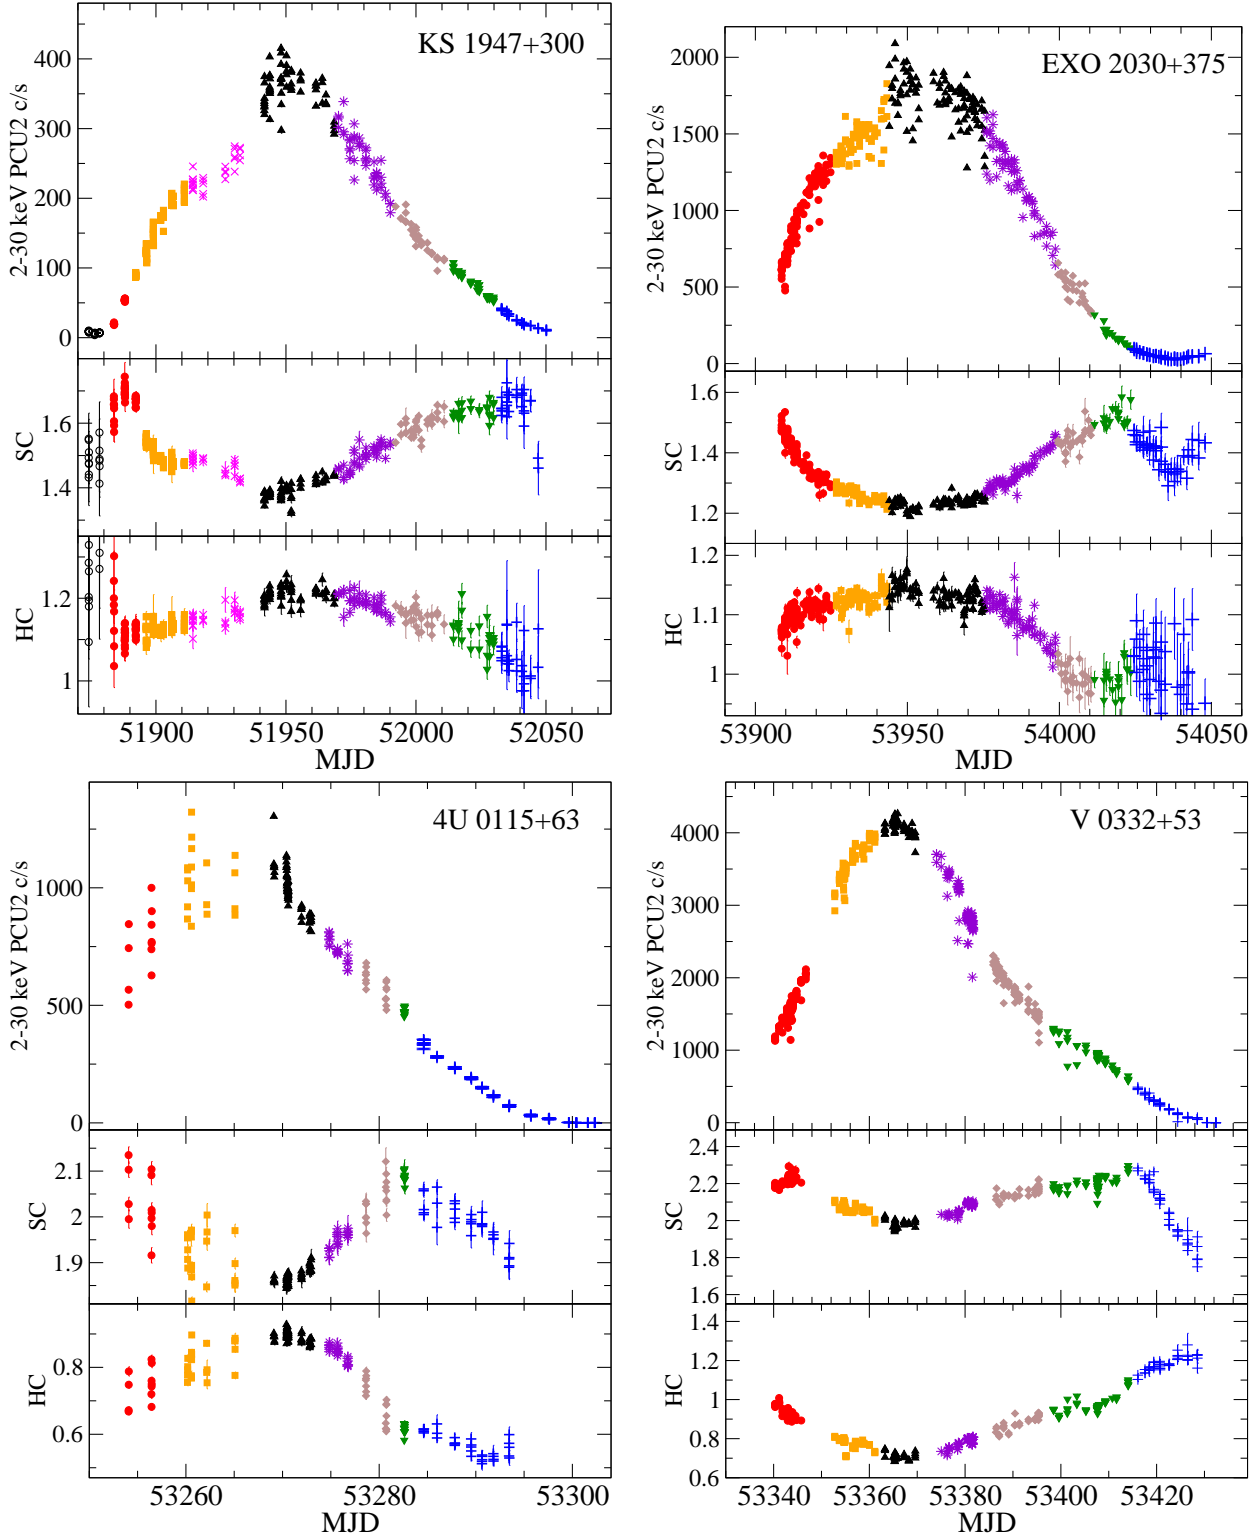 KS 1947+300
2-30 keV PCU2 c/s
400
300
200
100
0
SC
1.6
1.4
HC
1.2
1
51900
51950
52000
52050
MJD
EXO 2030+375
2-30 keV PCU2 c/s
2000
1500
1000
500
0
SC
1.6
1.4
1.2
HC
1.2
1.1
1
53900
53950
54000
54050
MJD
4U 0115+63
2-30 keV PCU2 c/s
1000
500
0
SC
2.1
2
1.9
HC
0.8
0.6
53260
53280
53300
MJD
V 0332+53
2-30 keV PCU2 c/s
4000
3000
2000
1000
0
SC
2.4
2.2
2
1.8
1.6
HC
1.4
1.2
1
0.8
0.6
53340
53360
53380
53400
53420
MJD